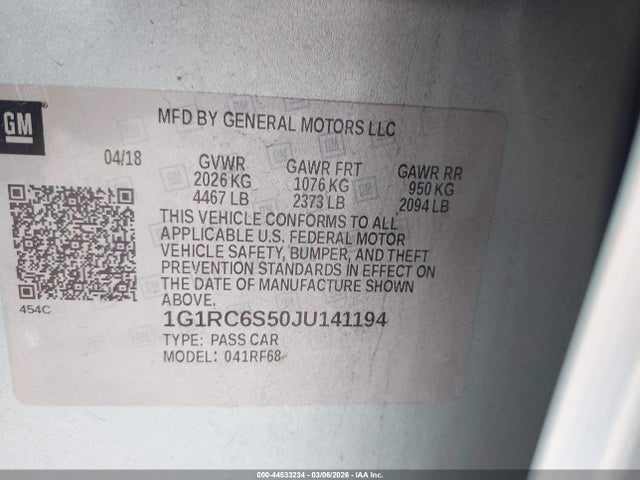 GM
MFD BY GENERAL MOTORS LLC
04/18 GVWR GAWR FRT GAWR RR
2026 KG 1076 KG 950 KG
4467 LB 2373 LB 2094 LB
THIS VEHICLE CONFORMS TO ALL
APPLICABLE U.S. FEDERAL MOTOR
VEHICLE SAFETY, BUMPER, AND THEFT
PREVENTION STANDARDS IN EFFECT ON
THE DATE OF MANUFACTURE SHOWN
ABOVE.
454C
1G1RC6S50JU141194
TYPE: PASS CAR
MODEL: 041RF68
000-44533234 | 03/06/2026 - IAA Inc.